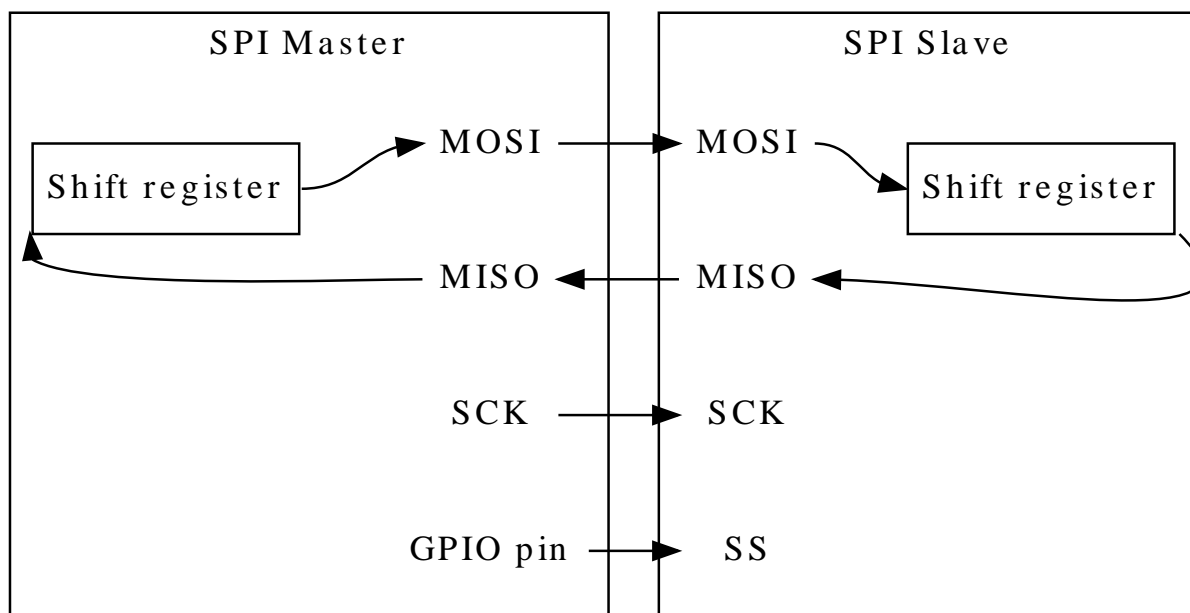 SPI Master
SPI Slave
MOSI
MOSI
Shift register
Shift register
MISO
MISO
SCK
SCK
GPIO pin
SS